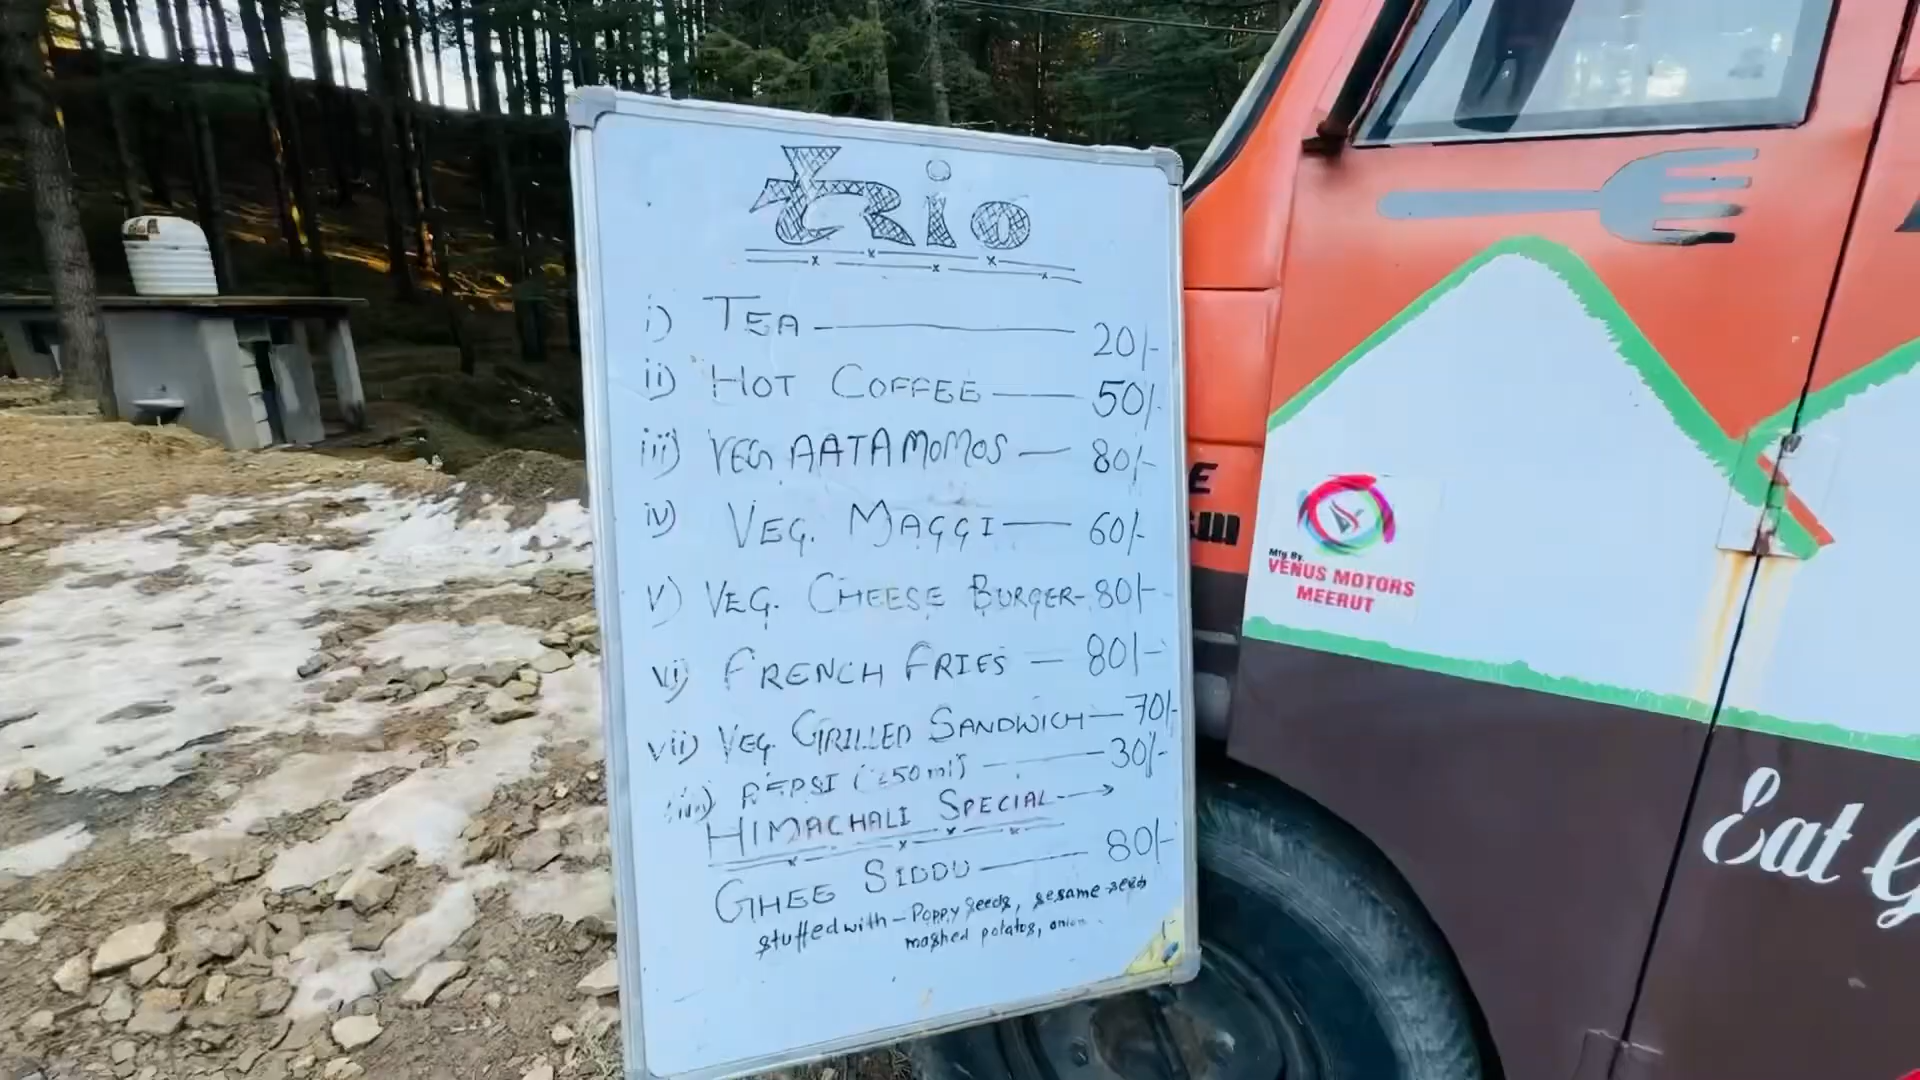 trio
i) TEA 20/-
ii) HOT COFFEE 50/-
iii) VEG AATA MOMOS 80/-
iv) VEG. MAGGI 60/-
v) VEG. CHEESE BURGER- 80/-
vi) FRENCH FRIES 80/-
vii) VEG. GRILLED SANDWICH 70/-
PEPSI (250 ml) 30/-
HIMACHALI SPECIAL →
GHEE SIDDU 80/-
stuffed with - Poppy seeds, sesame seeds
mashed potatos, onion
E
Mfg By.
VENUS MOTORS
MEERUT
Eat G